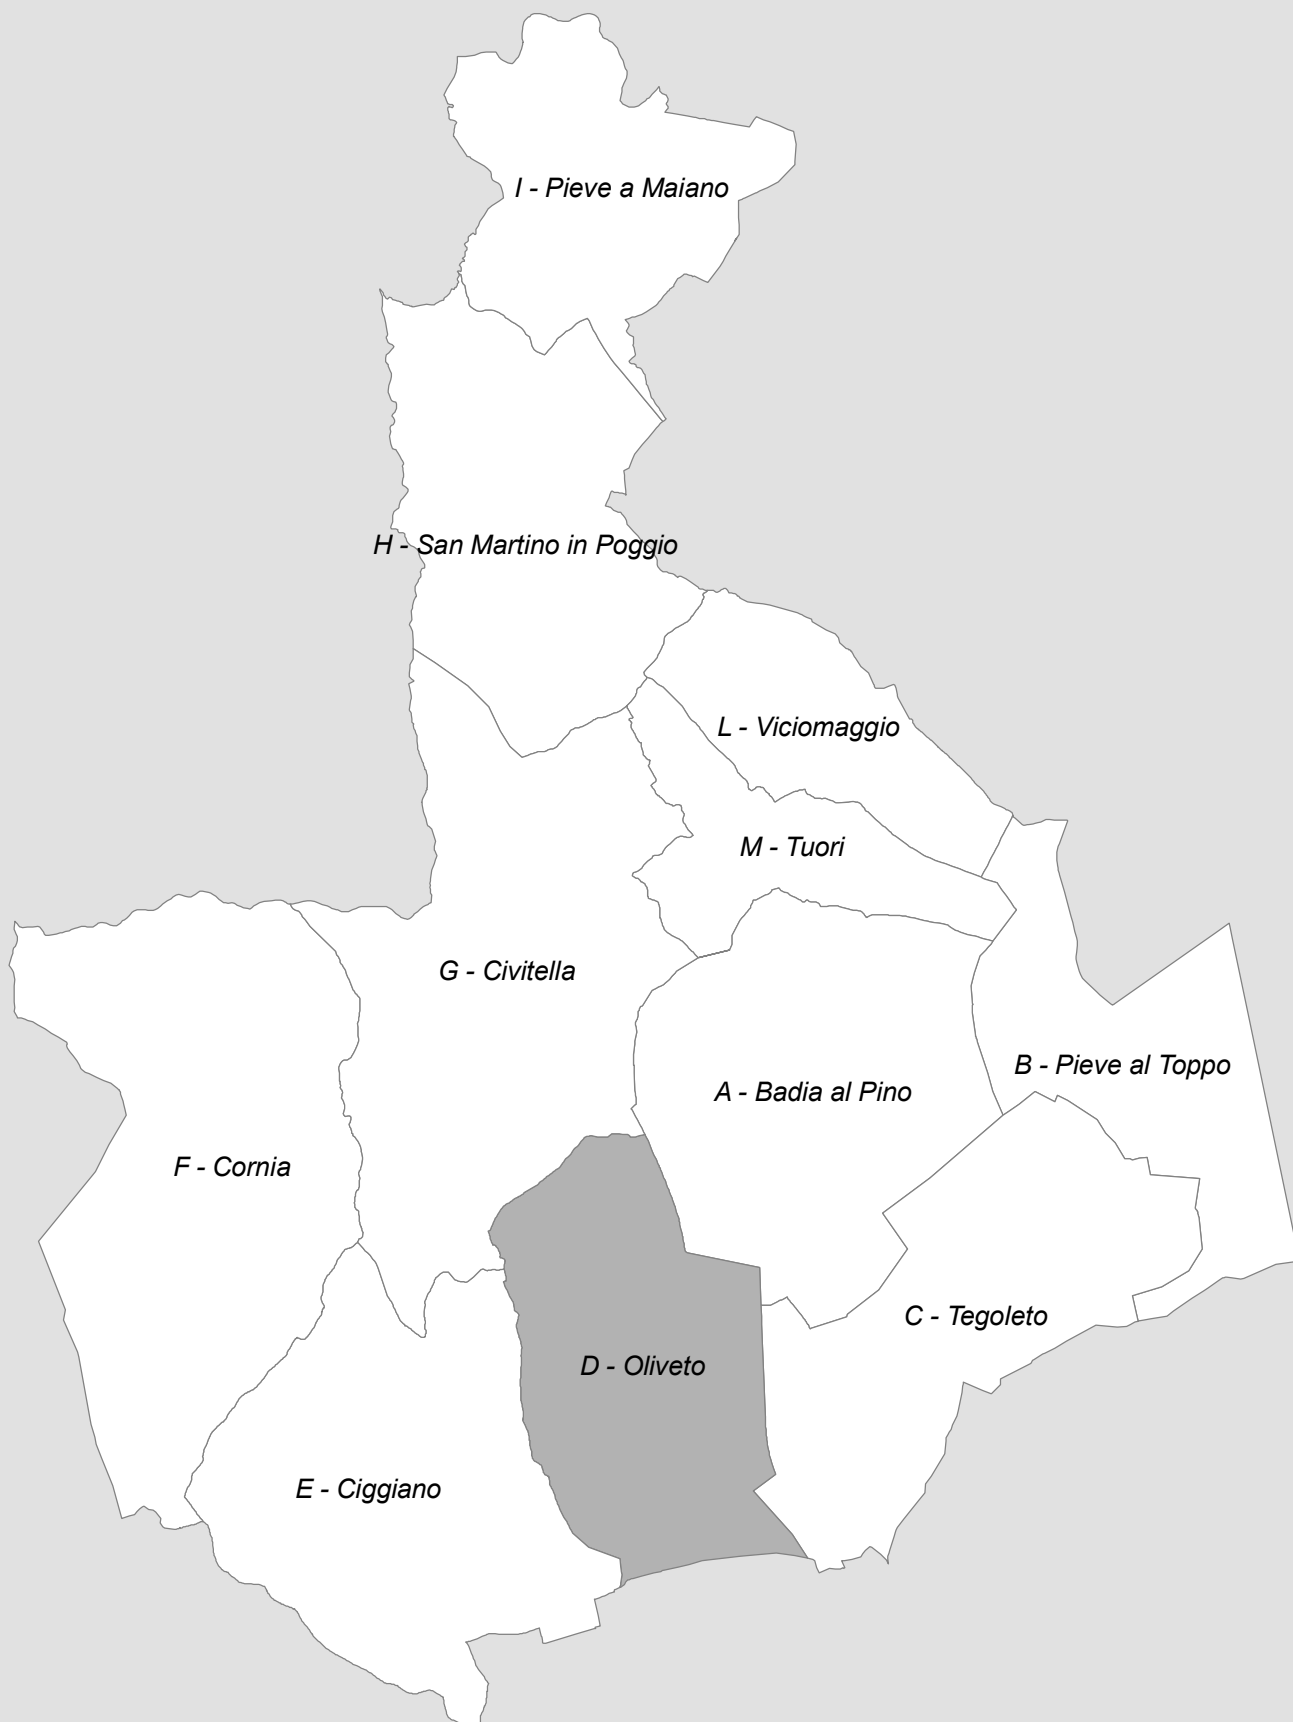 I - Pieve a Maiano
H - San Martino in Poggio
L - Viciomaggio
M - Tuori
G - Civitella
B - Pieve al Toppo
A - Badia al Pino
F - Cornia
C - Tegoleto
D - Oliveto
E - Ciggiano